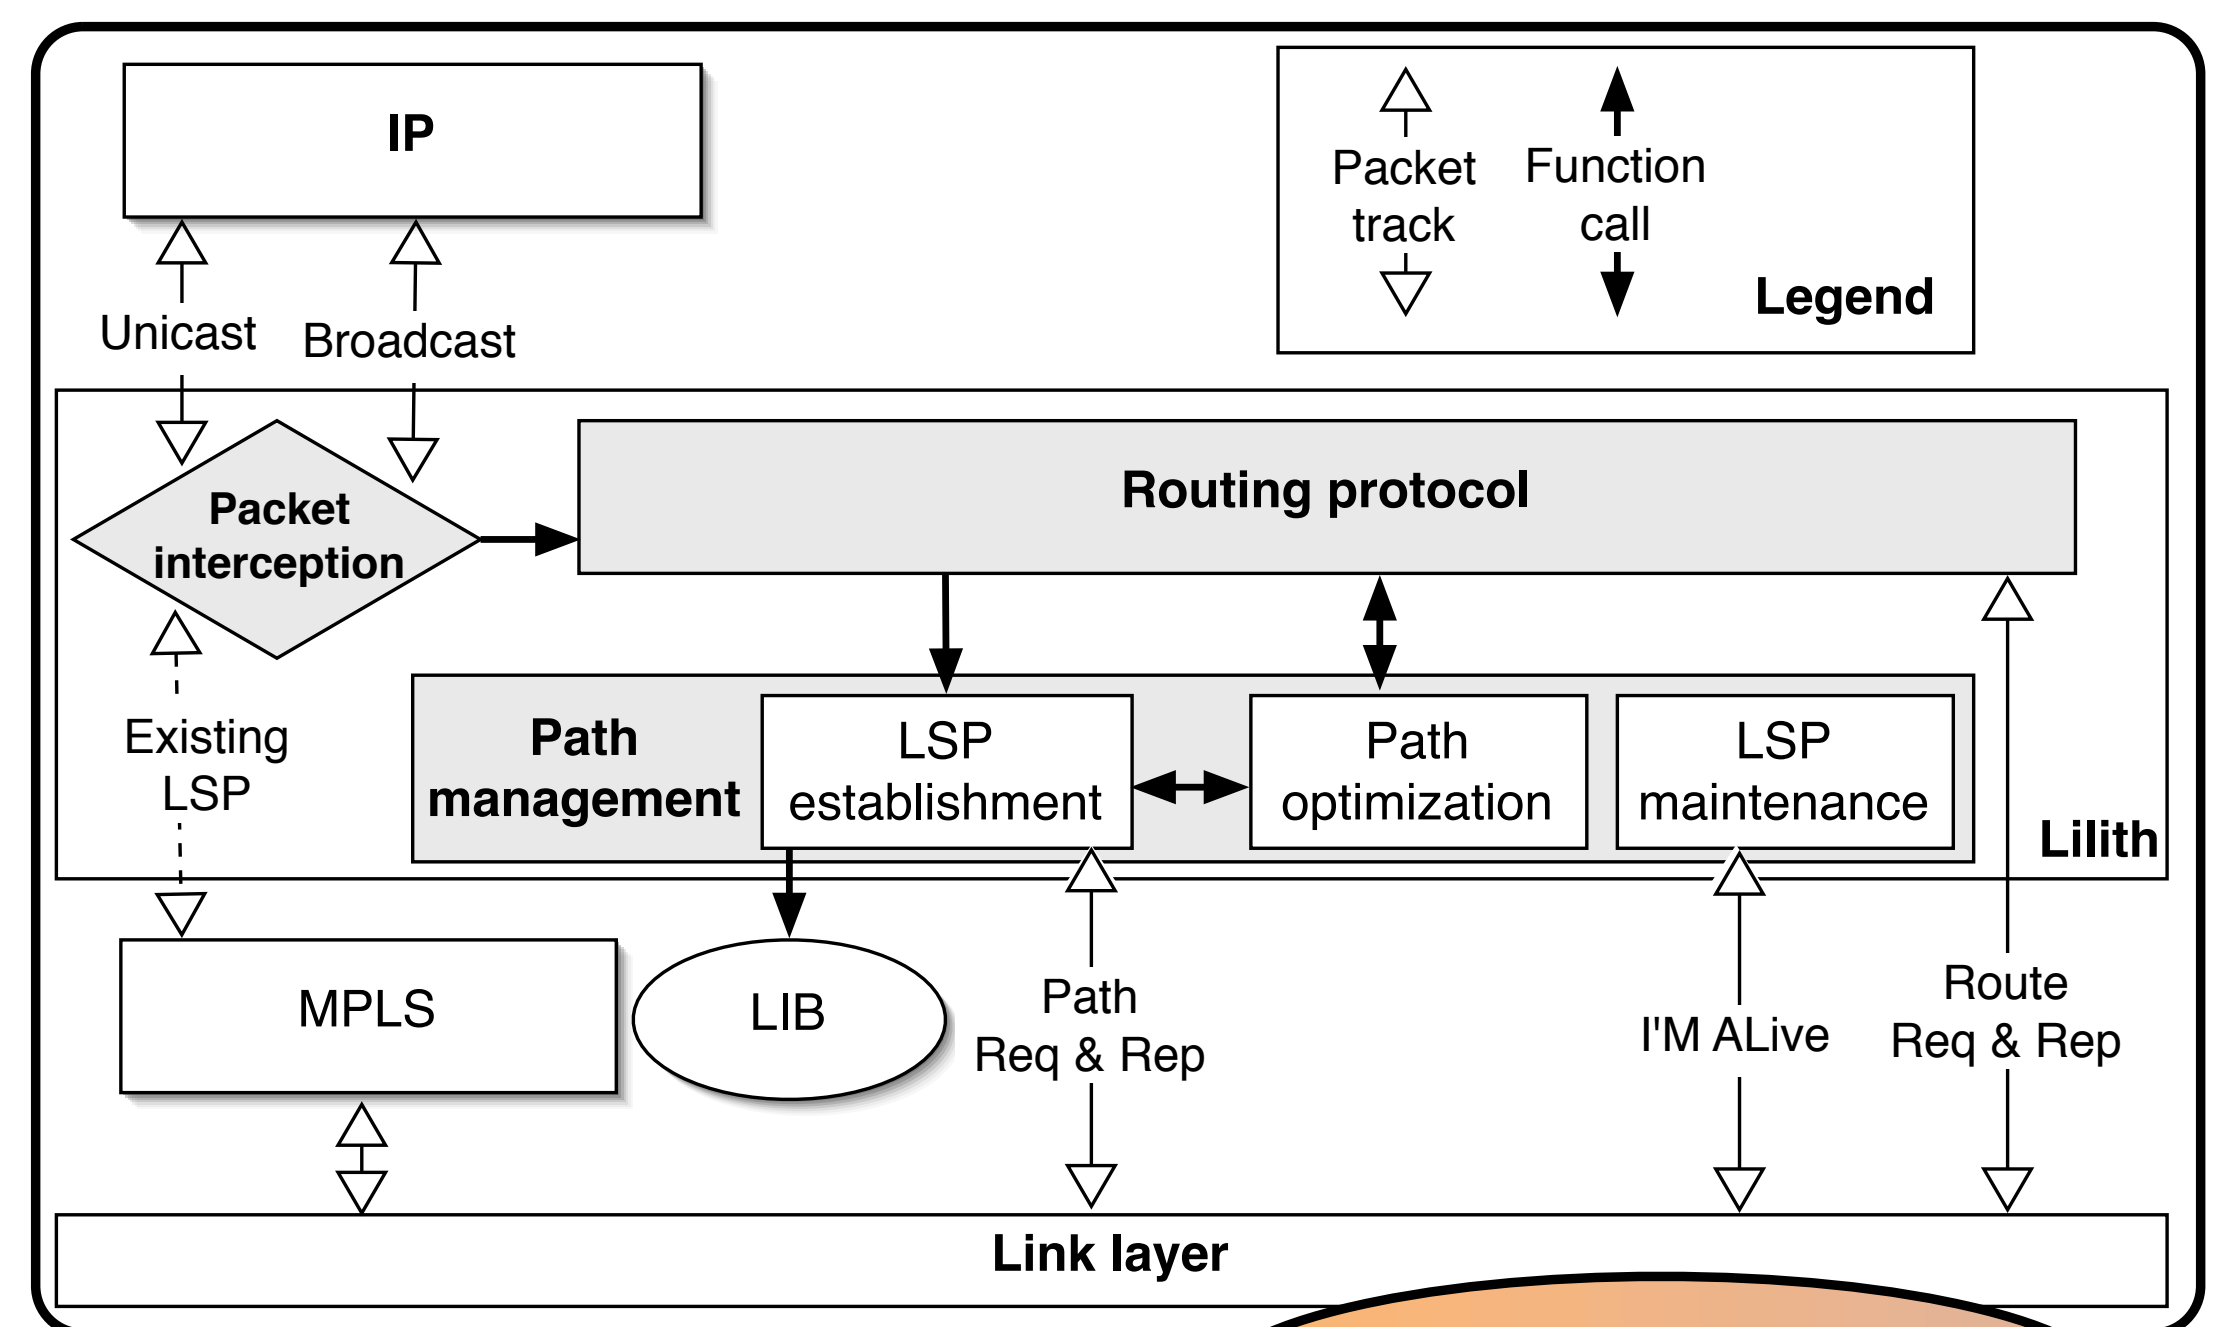 IP
Packet
track
Function
call
Legend
Unicast
Broadcast
Packet
interception
Routing protocol
Existing
LSP
Path
management
LSP
establishment
Path
optimization
LSP
maintenance
Lilith
MPLS
LIB
Path
Req & Rep
I'M ALive
Route
Req & Rep
Link layer